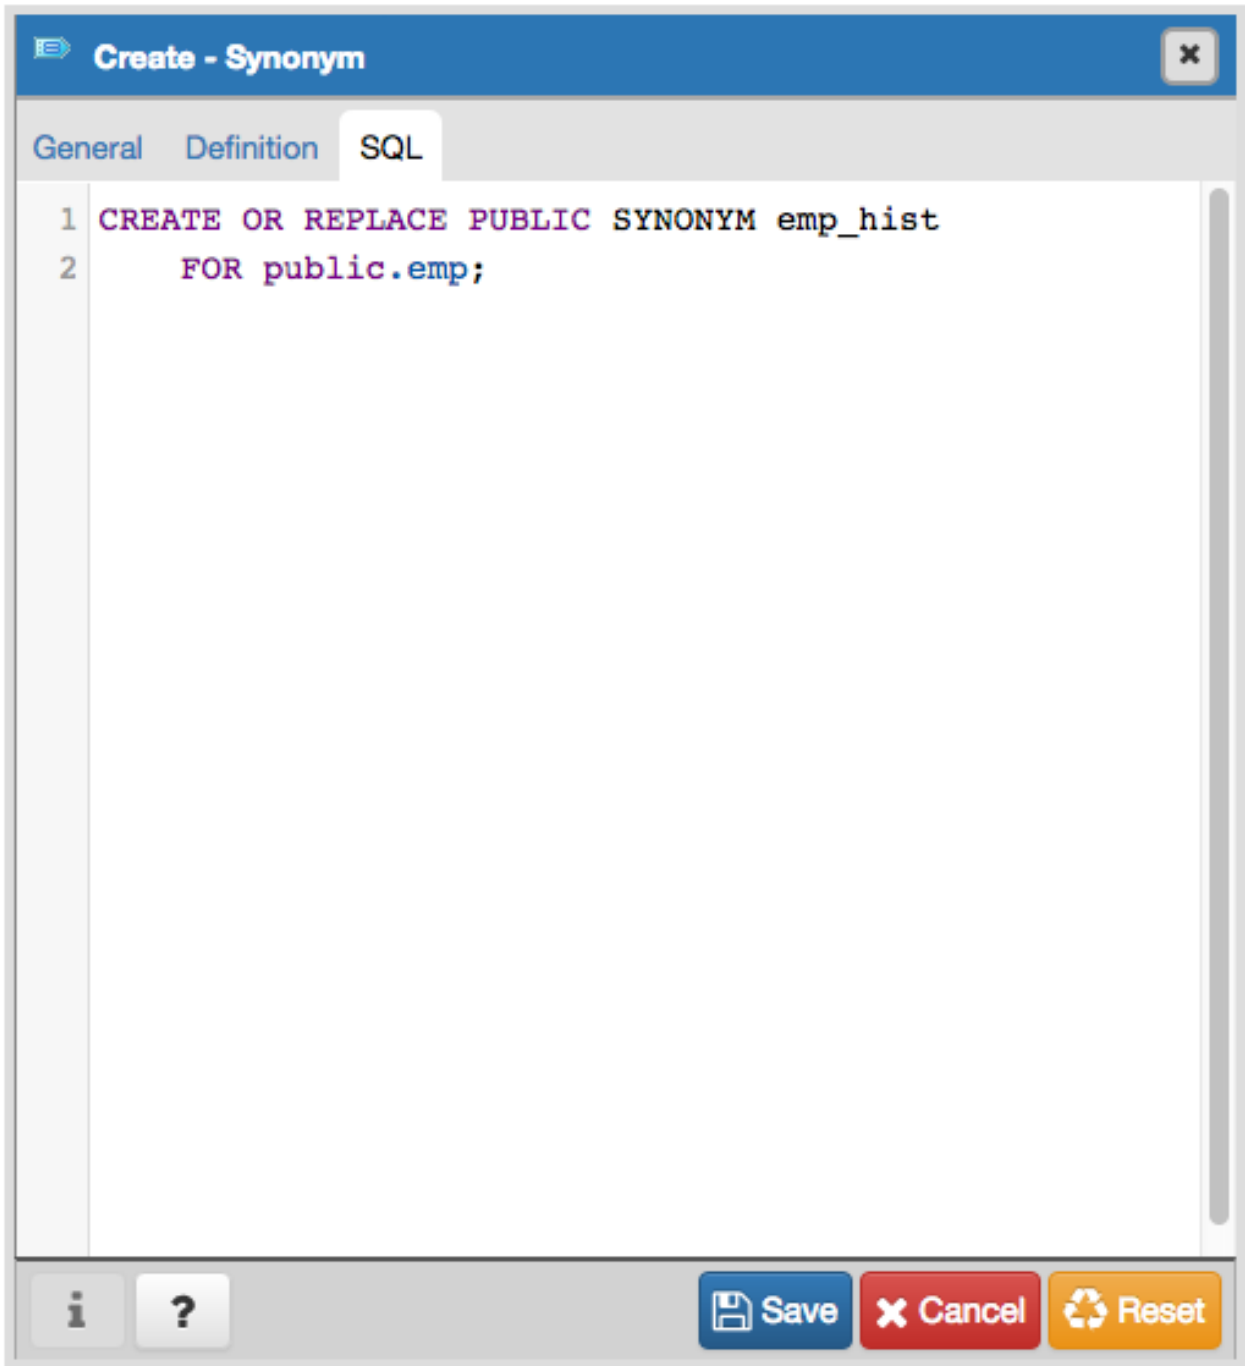 Create - Synonym
General Definition SQL
1 CREATE OR REPLACE PUBLIC SYNONYM emp_hist
2 FOR public.emp;
i ? Save Cancel Reset